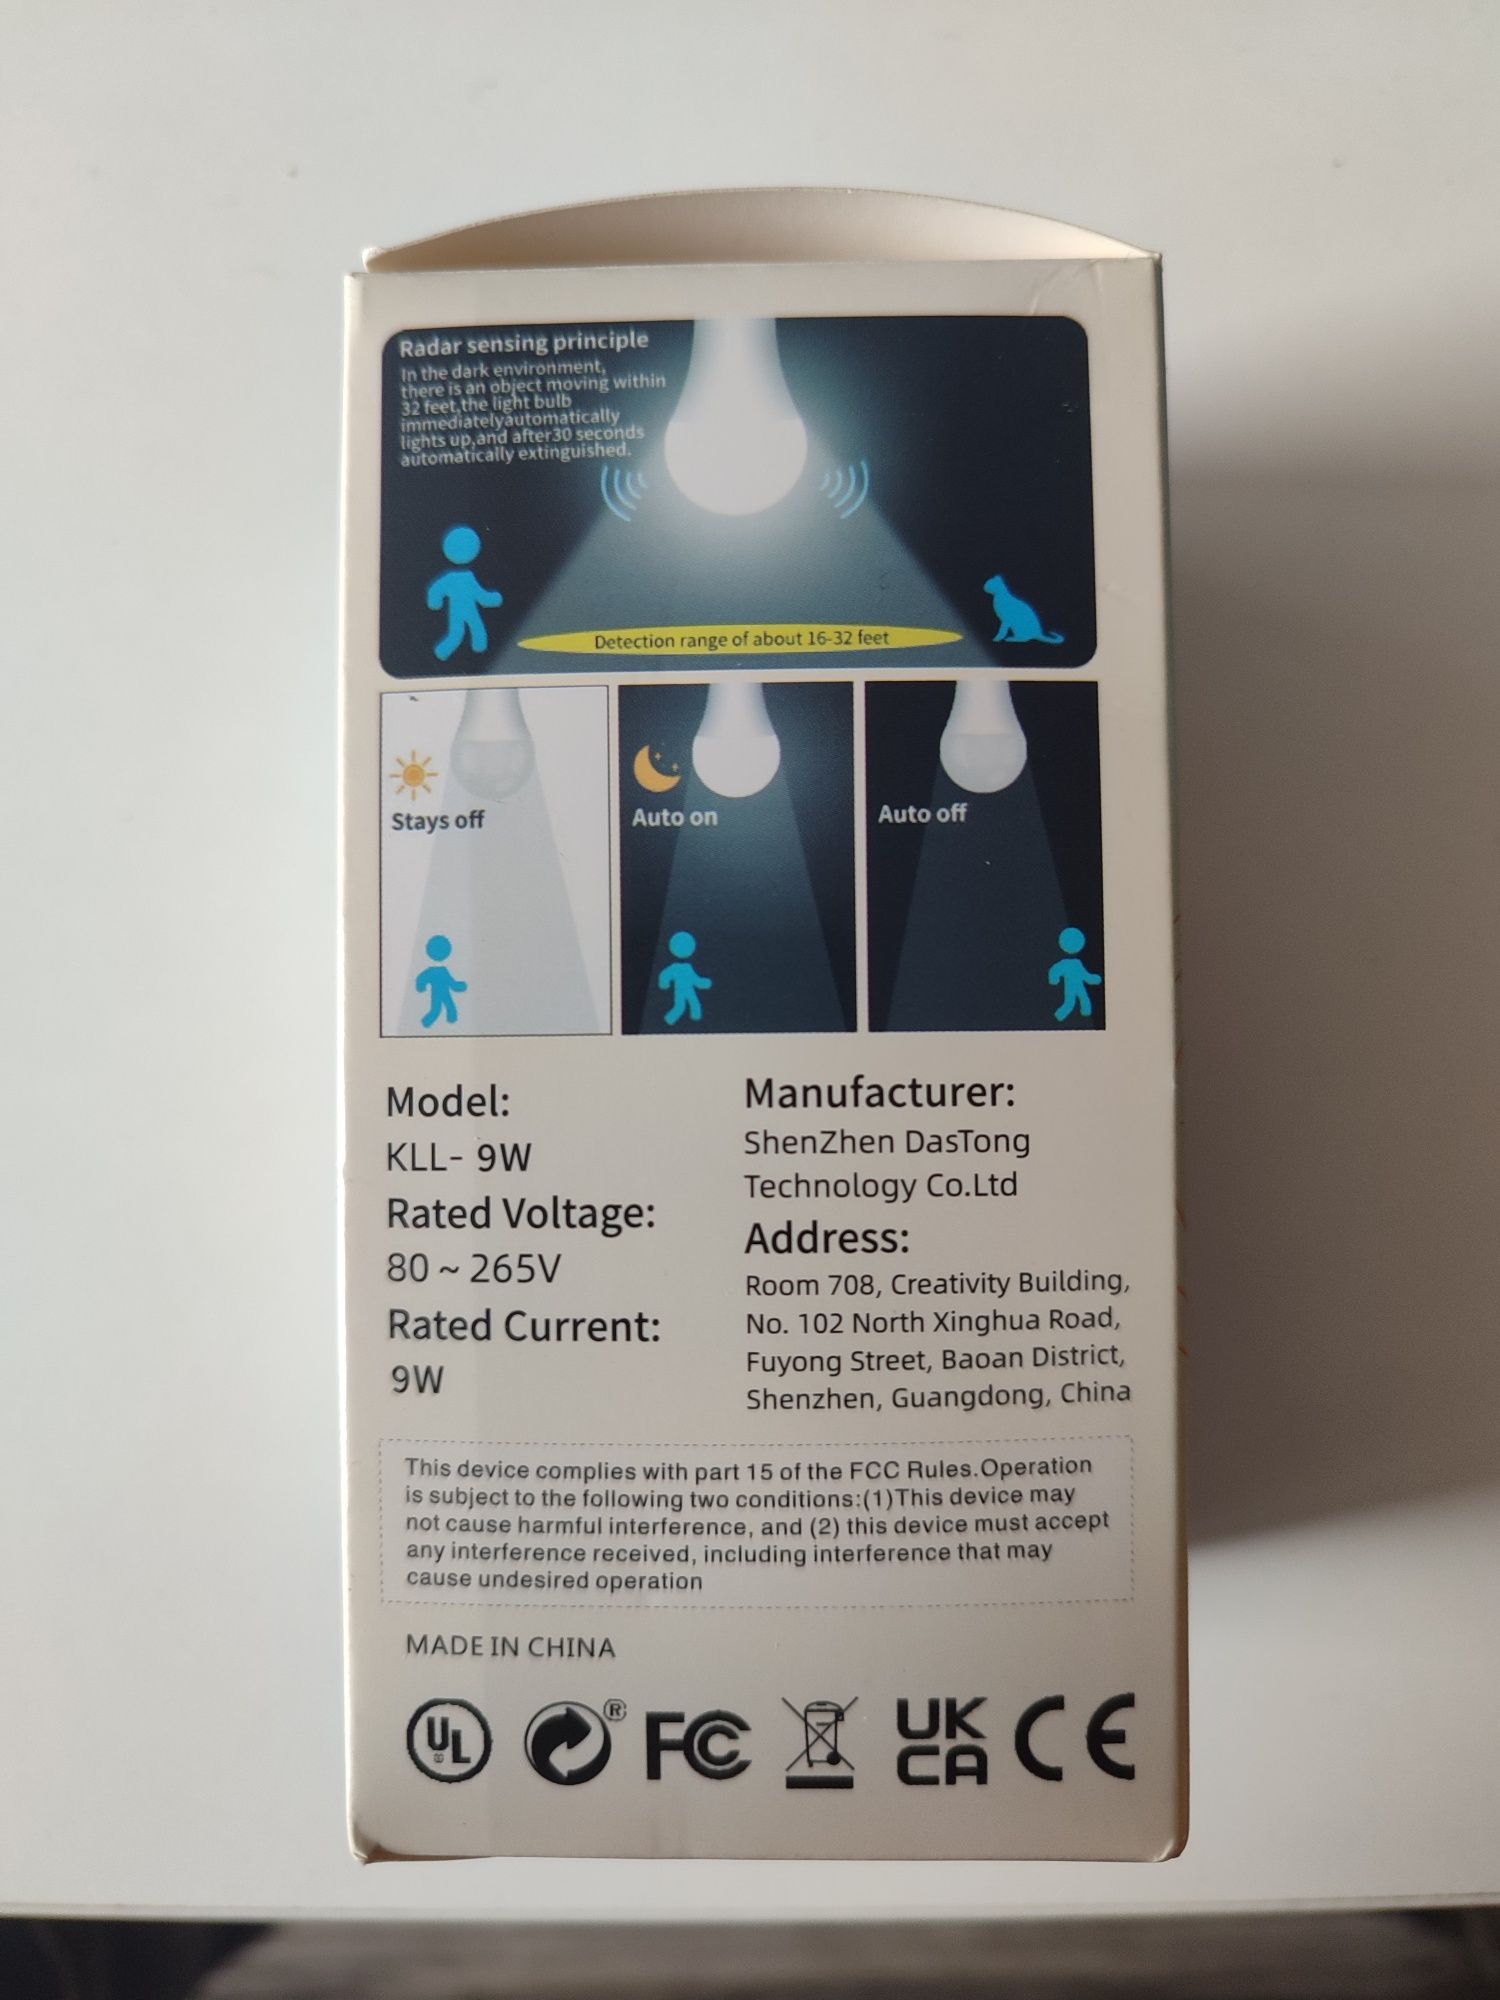 Radar sensing principle
In the dark environment,
there is an object moving within
32 feet,the light bulb
immediatelyautomatically
lights up,and after30 seconds
automatically extinguished.
Detection range of about 16-32 feet
Stays off
Auto on
Auto off
Model:
KLL- 9W
Rated Voltage:
80 ~ 265V
Rated Current:
9W
Manufacturer:
ShenZhen DasTong
Technology Co.Ltd
Address:
Room 708, Creativity Building,
No. 102 North Xinghua Road,
Fuyong Street, Baoan District,
Shenzhen, Guangdong, China
This device complies with part 15 of the FCC Rules.Operation
is subject to the following two conditions:(1)This device may
not cause harmful interference, and (2) this device must accept
any interference received, including interference that may
cause undesired operation
MADE IN CHINA
UL ® FC UK CA CE